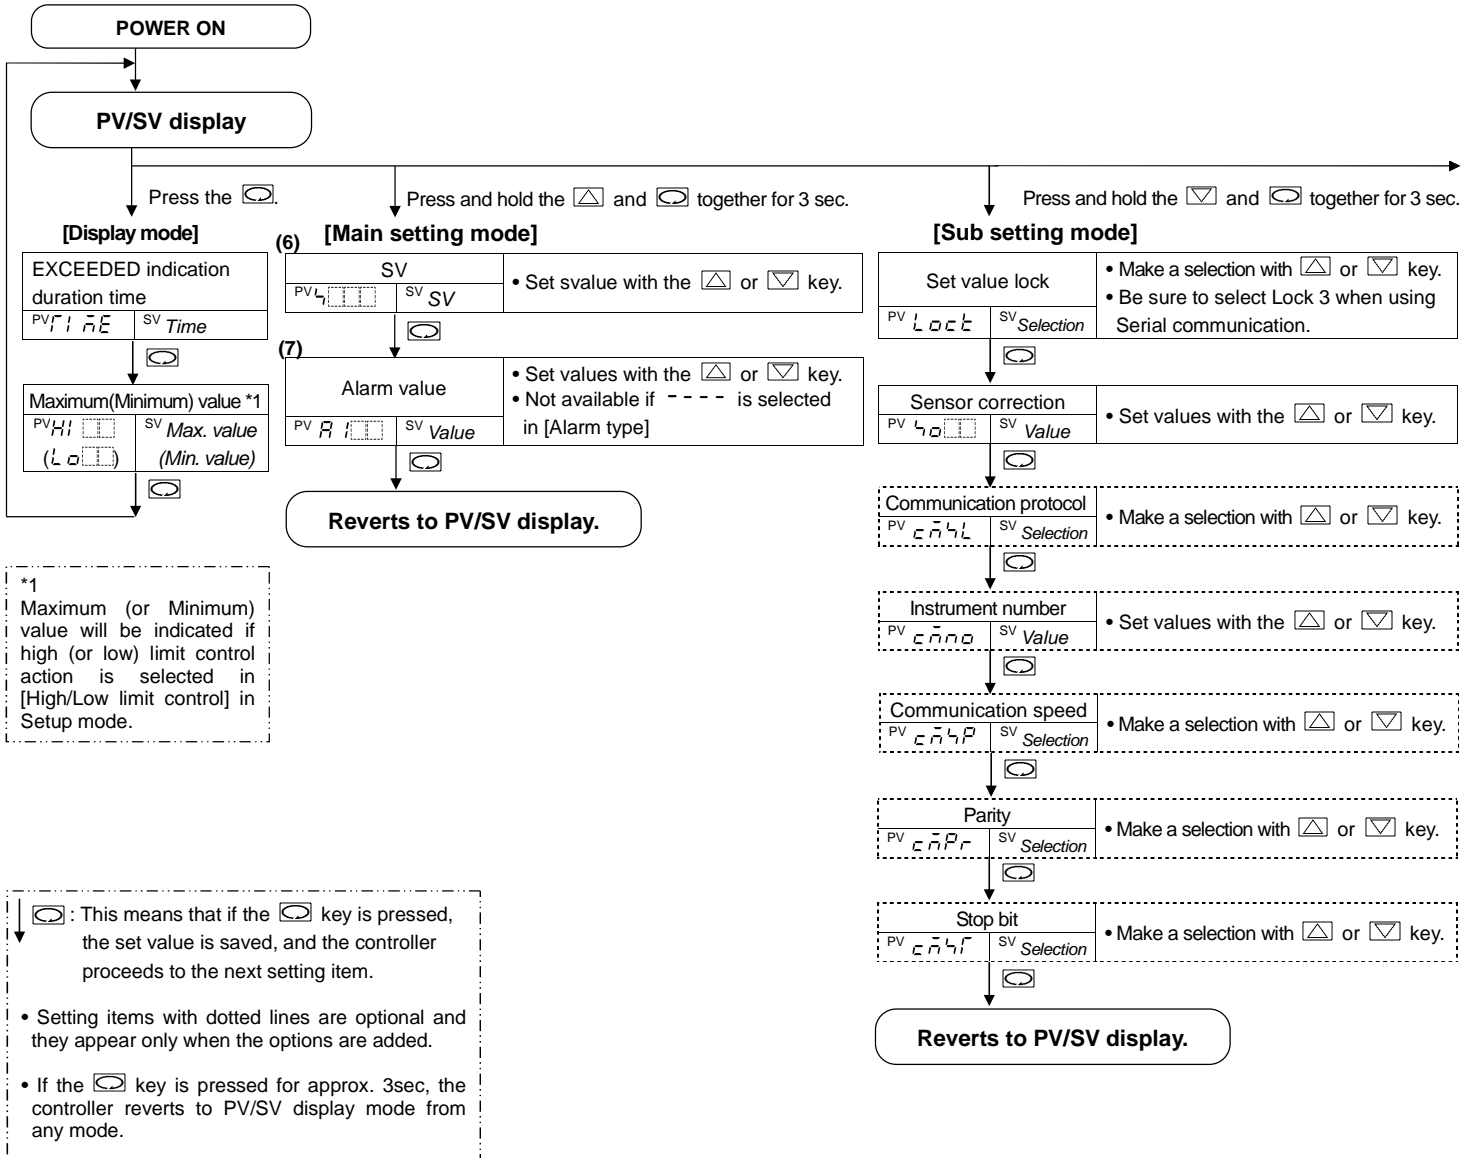 POWER ON
PV/SV display
Press the .
Press and hold the and together for 3 sec.
Press and hold the and together for 3 sec.
[Display mode]
EXCEEDED indication
duration time
PV TIME SV Time
Maximum(Minimum) value *1
PV HI SV Max. value
(Lo ) (Min. value)
(6) [Main setting mode]
SV
PV S SV SV
• Set svalue with the or key.
(7)
Alarm value
PV A1 SV Value
• Set values with the or key.
• Not available if ---- is selected
in [Alarm type]
Reverts to PV/SV display.
[Sub setting mode]
Set value lock
PV Lock SV Selection
• Make a selection with or key.
• Be sure to select Lock 3 when using
Serial communication.
Sensor correction
PV So SV Value
• Set values with the or key.
Communication protocol
PV cmSL SV Selection
• Make a selection with or key.
Instrument number
PV cmno SV Value
• Set values with the or key.
Communication speed
PV cmSP SV Selection
• Make a selection with or key.
Parity
PV cmPr SV Selection
• Make a selection with or key.
Stop bit
PV cmST SV Selection
• Make a selection with or key.
Reverts to PV/SV display.
*1
Maximum (or Minimum)
value will be indicated if
high (or low) limit control
action is selected in
[High/Low limit control] in
Setup mode.
: This means that if the key is pressed,
the set value is saved, and the controller
proceeds to the next setting item.
• Setting items with dotted lines are optional and
they appear only when the options are added.
• If the key is pressed for approx. 3sec, the
controller reverts to PV/SV display mode from
any mode.